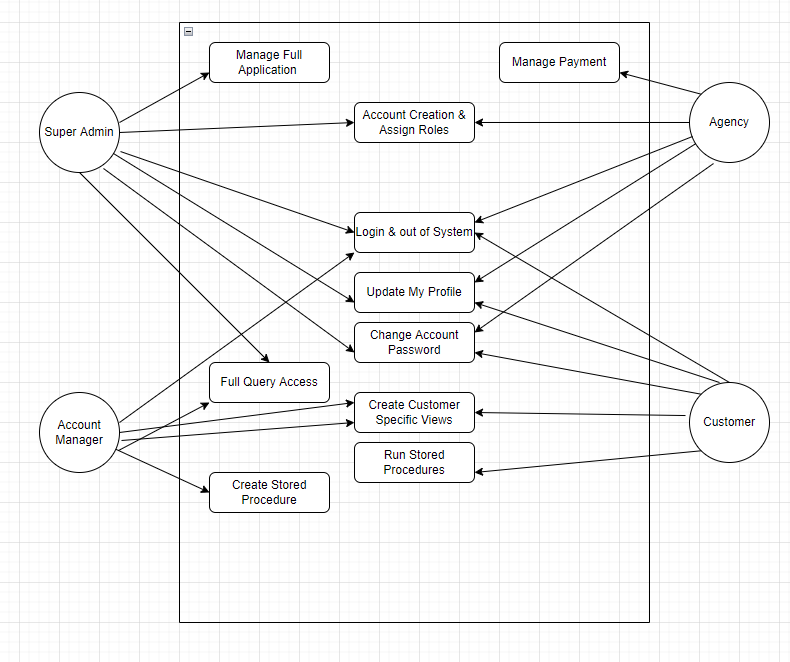 Manage Full
Application
Manage Payment
Super Admin
Account Creation &
Assign Roles
Agency
Login & out of System
Update My Profile
Change Account
Password
Full Query Access
Account
Manager
Create Customer
Specific Views
Customer
Run Stored
Procedures
Create Stored
Procedure